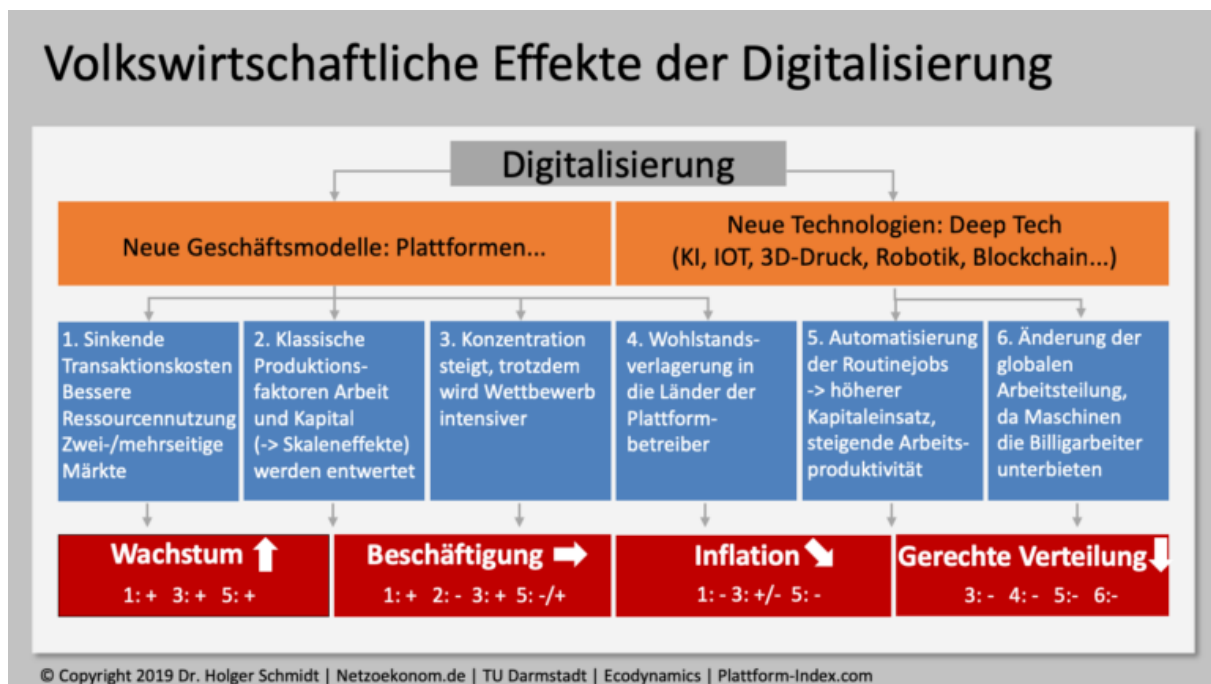 Volkswirtschaftliche Effekte der Digitalisierung
Digitalisierung
Neue Geschäftsmodelle: Plattformen...
Neue Technologien: Deep Tech
(KI, IOT, 3D-Druck, Robotik, Blockchain...)
1. Sinkende
Transaktionskosten
Bessere
Ressourcennutzung
Zwei-/mehrseitige
Märkte
2. Klassische
Produktions-
faktoren Arbeit
und Kapital
(-> Skaleneffekte)
werden entwertet
3. Konzentration
steigt, trotzdem
wird Wettbewerb
intensiver
4. Wohlstands-
verlagerung in
die Länder der
Plattform-
betreiber
5. Automatisierung
der Routinejobs
-> höherer
Kapitaleinsatz,
steigende Arbeits-
produktivität
6. Änderung der
globalen
Arbeitsteilung,
da Maschinen
die Billigarbeiter
unterbieten
Wachstum
1: + 3: + 5: +
Beschäftigung
1: + 2: - 3: + 5: -/+
Inflation
1: - 3: +/- 5: -
Gerechte Verteilung
3: - 4: - 5:- 6:-
© Copyright 2019 Dr. Holger Schmidt | Netzoekonom.de | TU Darmstadt | Ecodynamics | Plattform-Index.com